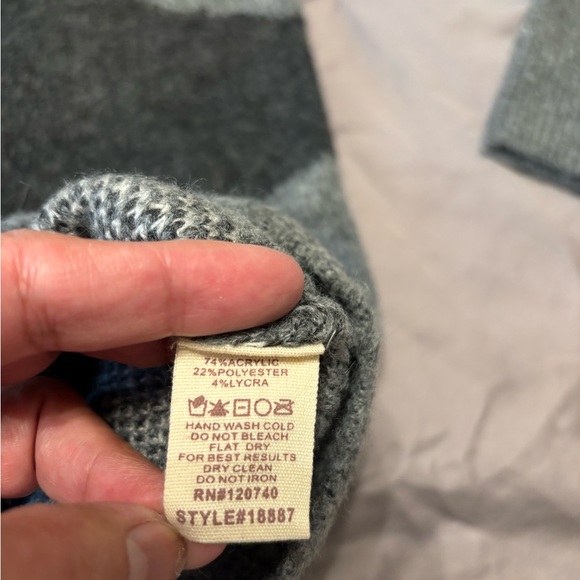 74%ACRYLIC
22%POLYESTER
4%LYCRA
HAND WASH COLD
DO NOT BLEACH
FLAT DRY
FOR BEST RESULTS
DRY CLEAN
DO NOT IRON
RN#120740
STYLE#18887